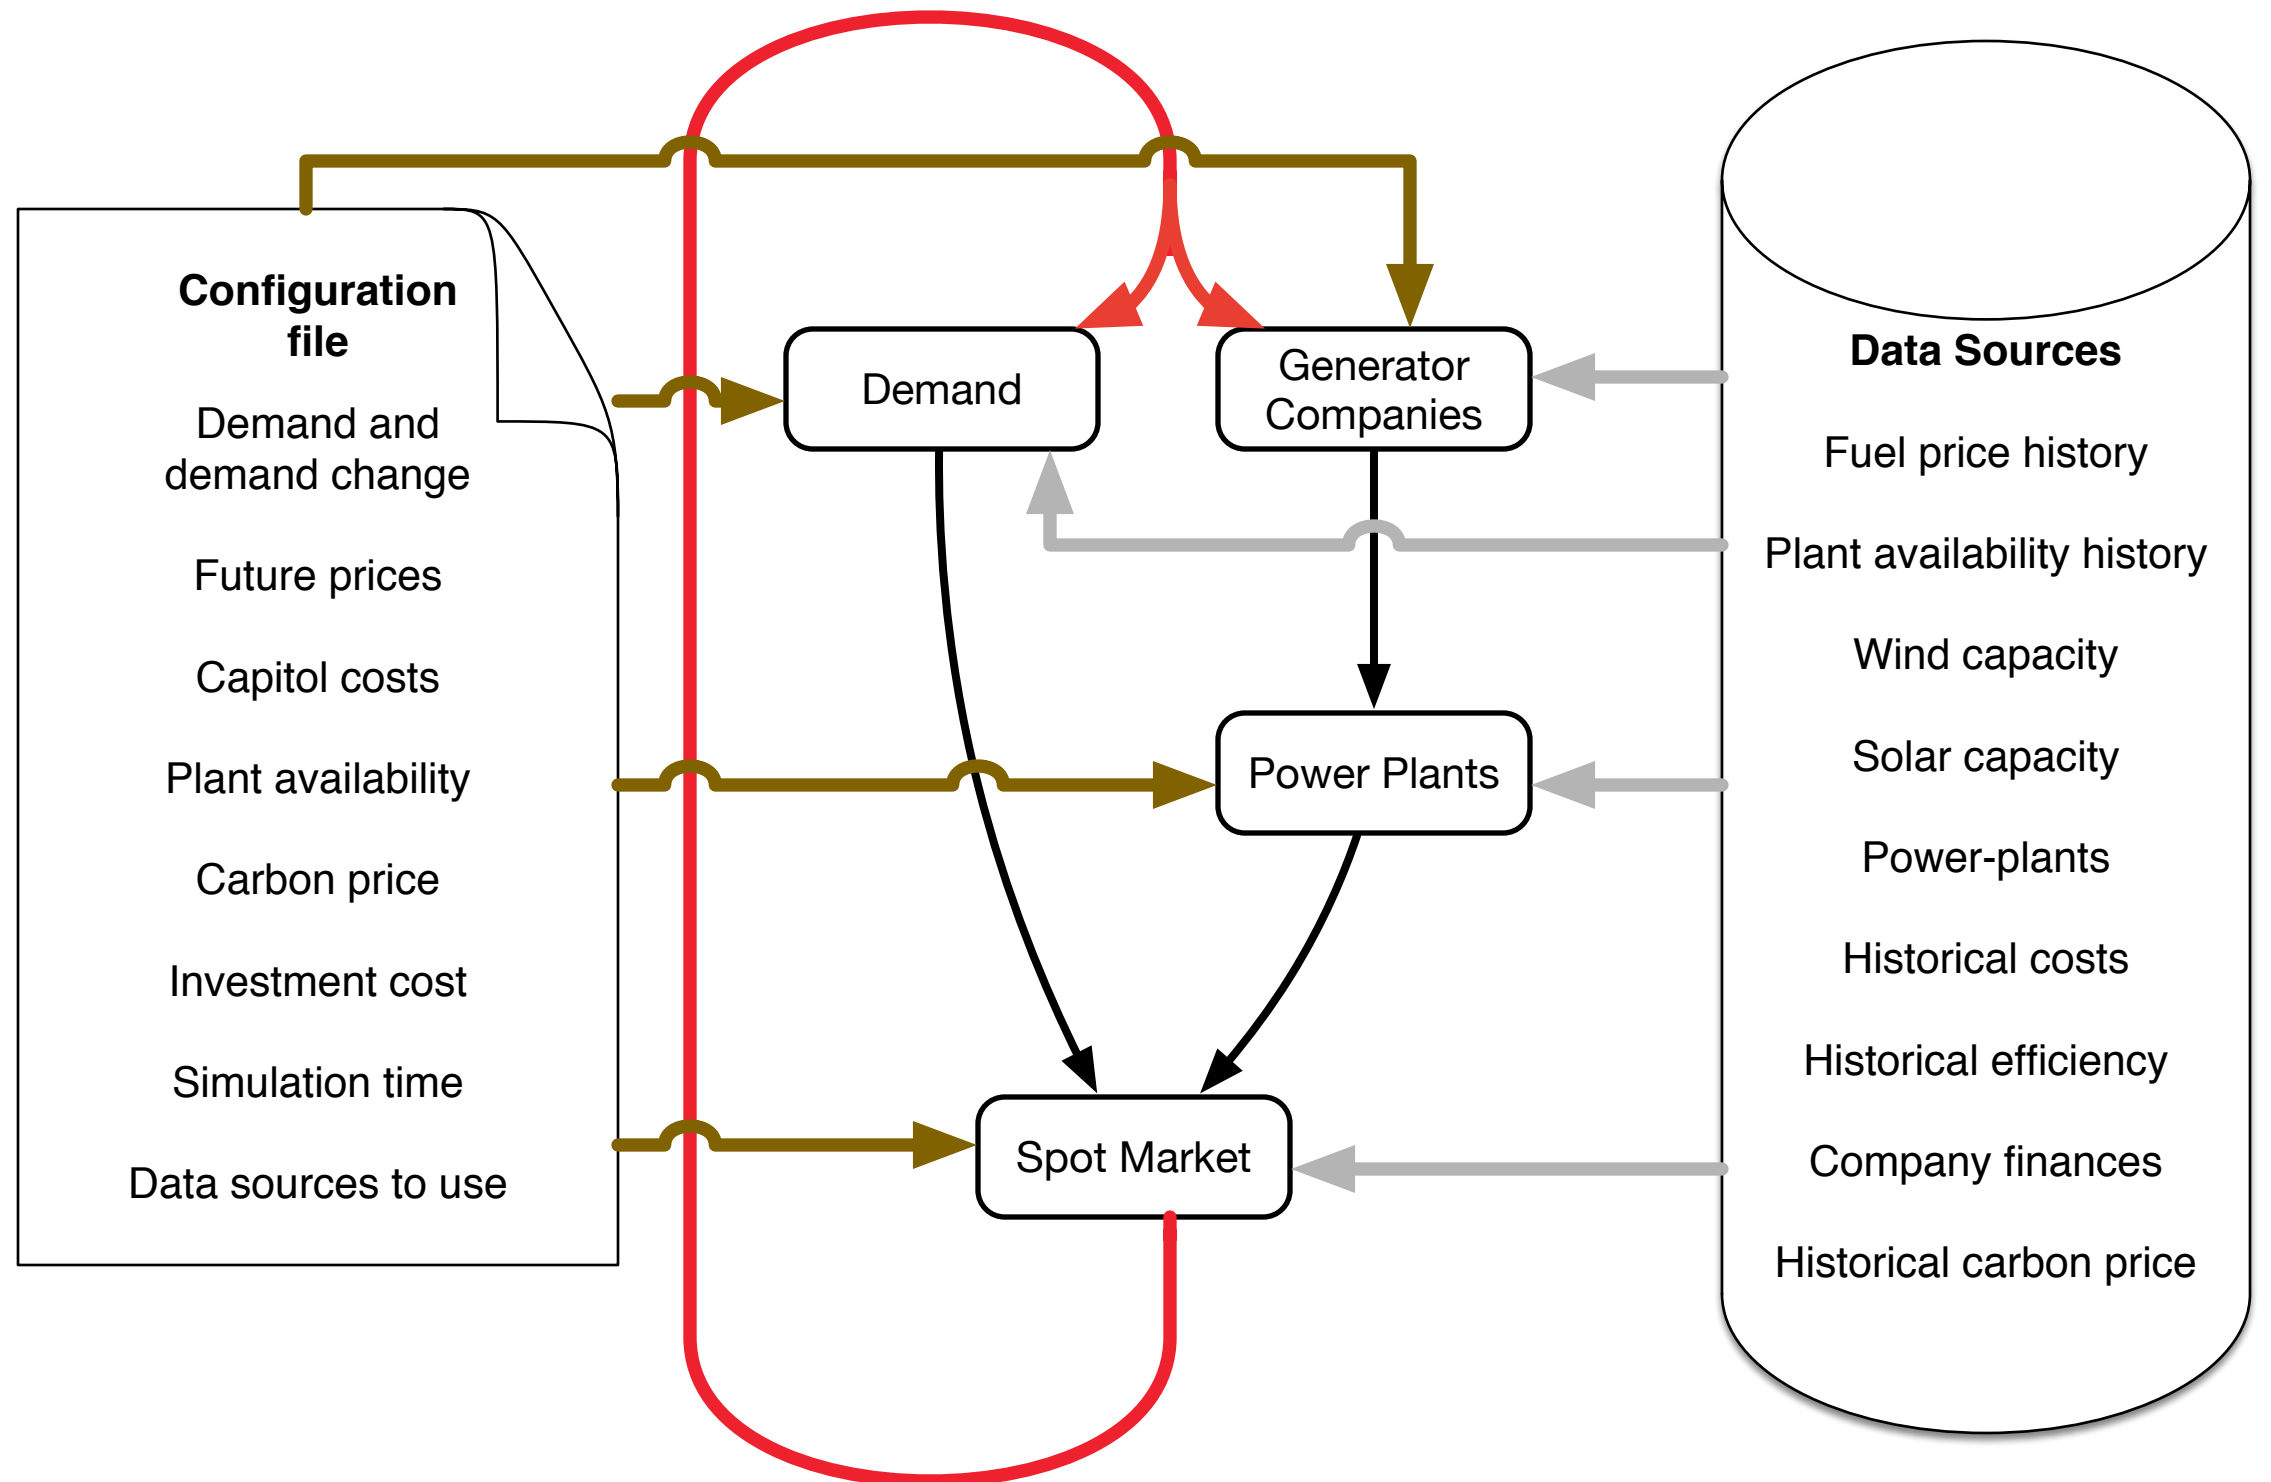 Configuration
file
Demand and
demand change
Future prices
Capitol costs
Plant availability
Carbon price
Investment cost
Simulation time
Data sources to use
Demand
Generator
Companies
Power Plants
Spot Market
Data Sources
Fuel price history
Plant availability history
Wind capacity
Solar capacity
Power-plants
Historical costs
Historical efficiency
Company finances
Historical carbon price